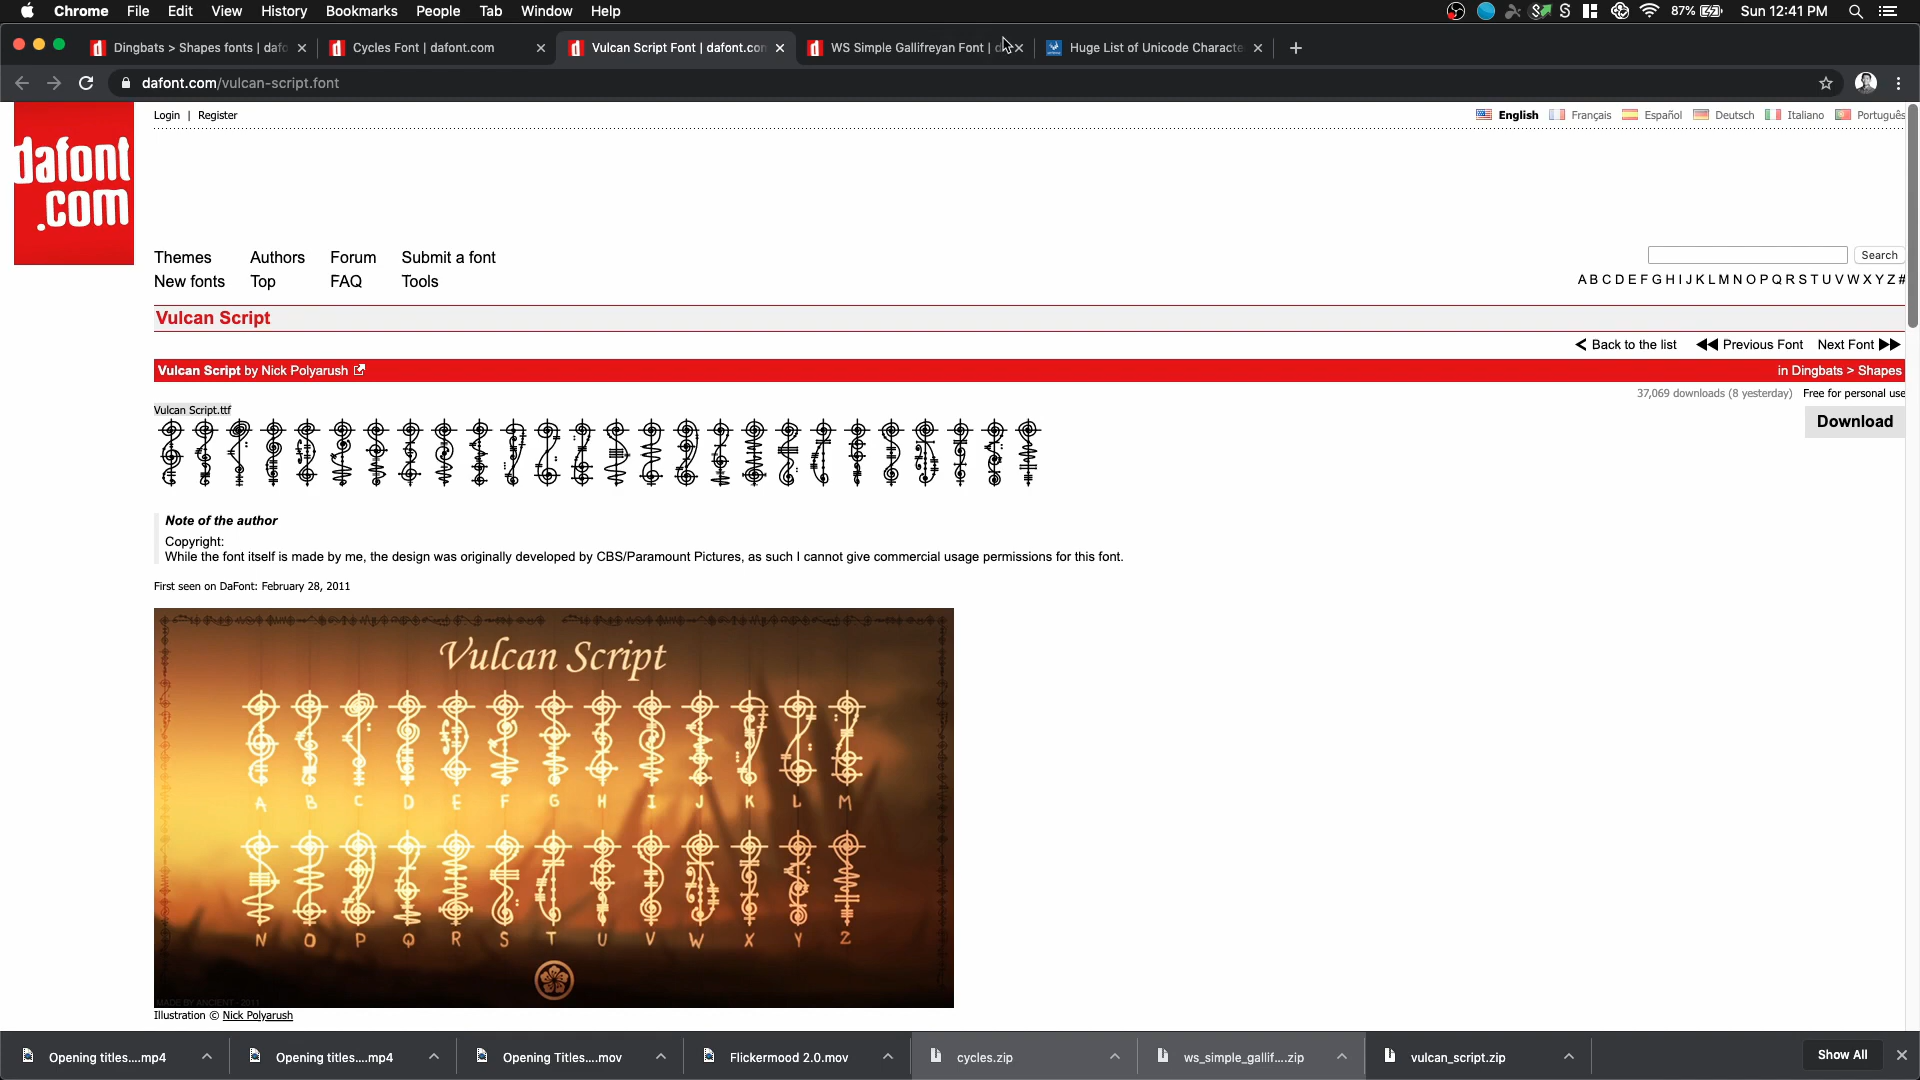 Chrome File Edit View History Bookmarks People Tab Window Help 87% Sun 12:41 PM
Dingbats > Shapes fonts | dafo Cycles Font | dafont.com Vulcan Script Font | dafont.com WS Simple Gallifreyan Font | d Huge List of Unicode Characte
dafont.com/vulcan-script.font
Login | Register English Français Español Deutsch Italiano Português
dafont
.com
Themes Authors Forum Submit a font Search
New fonts Top FAQ Tools A B C D E F G H I J K L M N O P Q R S T U V W X Y Z #
Vulcan Script
Back to the list Previous Font Next Font
Vulcan Script by Nick Polyarush in Dingbats > Shapes
37,069 downloads (8 yesterday) Free for personal use
Vulcan Script.ttf
Download
Note of the author
Copyright:
While the font itself is made by me, the design was originally developed by CBS/Paramount Pictures, as such I cannot give commercial usage permissions for this font.
First seen on DaFont: February 28, 2011
Vulcan Script
A B C D E F G H I J K L M
N O P Q R S T U V W X Y Z
MADE BY ANCIENT - 2011
Illustration © Nick Polyarush
Opening titles....mp4 Opening titles....mp4 Opening Titles....mov Flickermood 2.0.mov cycles.zip ws_simple_gallif....zip vulcan_script.zip Show All